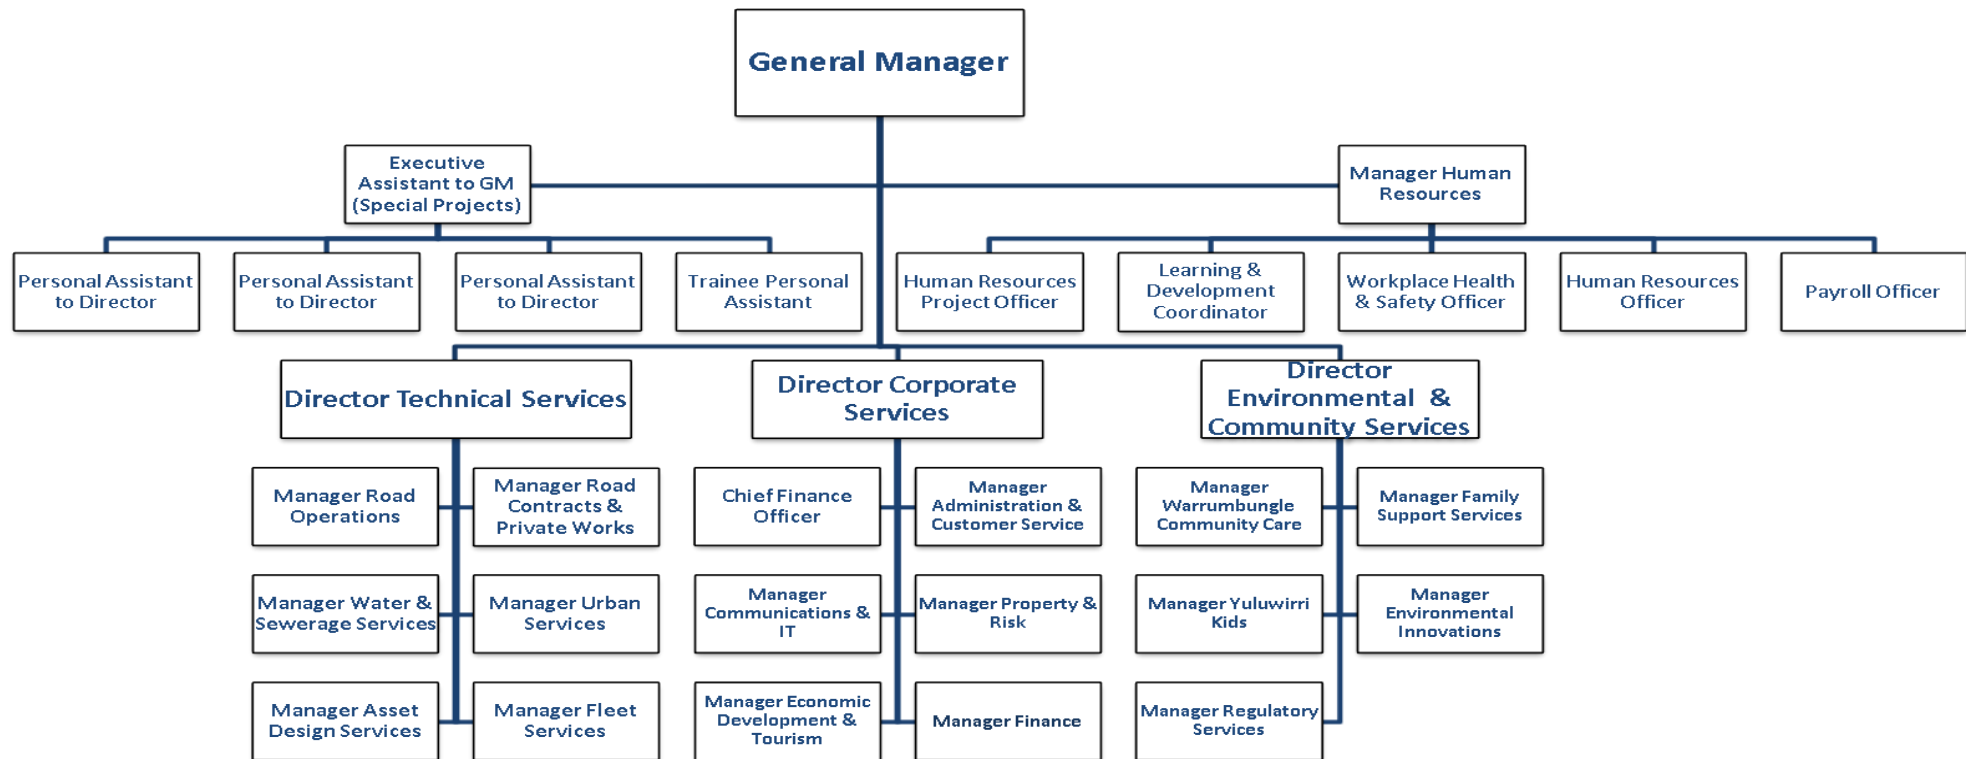 General Manager
Executive
Assistant to GM
(Special Projects)
Manager Human
Resources
Personal Assistant
to Director
Personal Assistant
to Director
Personal Assistant
to Director
Trainee Personal
Assistant
Human Resources
Project Officer
Learning &
Development
Coordinator
Workplace Health
& Safety Officer
Human Resources
Officer
Payroll Officer
Director Technical Services
Director Corporate
Services
Director
Environmental &
Community Services
Manager Road
Operations
Manager Road
Contracts &
Private Works
Chief Finance
Officer
Manager
Administration &
Customer Service
Manager
Warrumbungle
Community Care
Manager Family
Support Services
Manager Water &
Sewerage Services
Manager Urban
Services
Manager
Communications &
IT
Manager Property &
Risk
Manager Yuluwirri
Kids
Manager
Environmental
Innovations
Manager Asset
Design Services
Manager Fleet
Services
Manager Economic
Development &
Tourism
Manager Finance
Manager Regulatory
Services